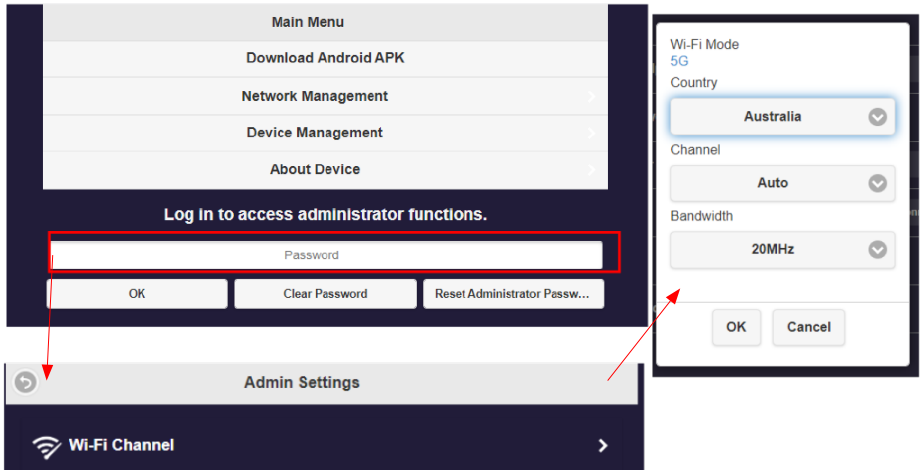 Main Menu
Download Android APK
Network Management
Device Management
About Device
Log in to access administrator functions.
Password
OK
Clear Password
Reset Administrator Passw...
Admin Settings
Wi-Fi Channel
Wi-Fi Mode
5G
Country
Australia
Channel
Auto
Bandwidth
20MHz
OK
Cancel